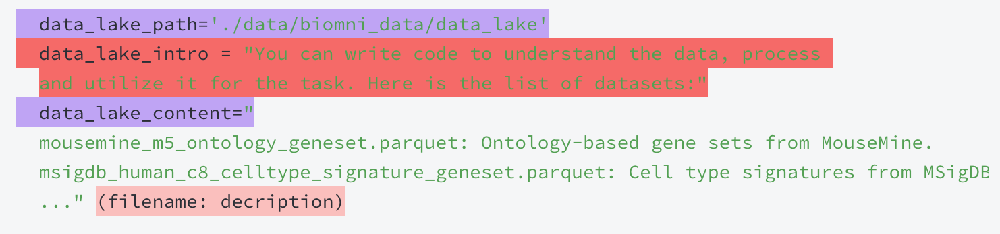 data_lake_path='./data/biomni_data/data_lake'
data_lake_intro = "You can write code to understand the data, process
and utilize it for the task. Here is the list of datasets:"
data_lake_content="
mousemine_m5_ontology_geneset.parquet: Ontology-based gene sets from MouseMine.
msigdb_human_c8_celltype_signature_geneset.parquet: Cell type signatures from MSigDB
..." (filename: decription)